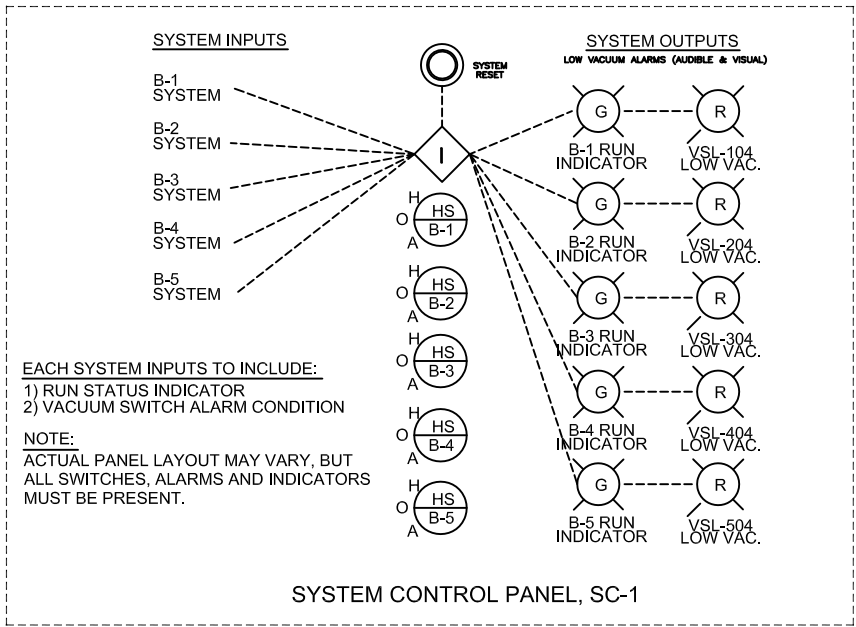 SYSTEM INPUTS
B-1
SYSTEM
B-2
SYSTEM
B-3
SYSTEM
B-4
SYSTEM
B-5
SYSTEM
EACH SYSTEM INPUTS TO INCLUDE:
1) RUN STATUS INDICATOR
2) VACUUM SWITCH ALARM CONDITION
NOTE:
ACTUAL PANEL LAYOUT MAY VARY, BUT
ALL SWITCHES, ALARMS AND INDICATORS
MUST BE PRESENT.
SYSTEM
RESET
I
H
O
A
HS
B-1
H
O
A
HS
B-2
H
O
A
HS
B-3
H
O
A
HS
B-4
H
O
A
HS
B-5
SYSTEM OUTPUTS
LOW VACUUM ALARMS (AUDIBLE & VISUAL)
G
B-1 RUN
INDICATOR
R
VSL-104
LOW VAC.
G
B-2 RUN
INDICATOR
R
VSL-204
LOW VAC.
G
B-3 RUN
INDICATOR
R
VSL-304
LOW VAC.
G
B-4 RUN
INDICATOR
R
VSL-404
LOW VAC.
G
B-5 RUN
INDICATOR
R
VSL-504
LOW VAC.
SYSTEM CONTROL PANEL, SC-1